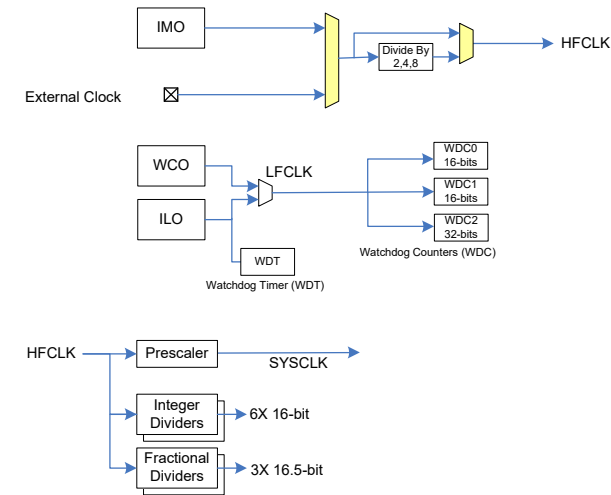 IMO
HFCLK
Divide By
2,4,8
External Clock
WDC0
16-bits
WCO
LFCLK
WDC1
16-bits
ILO
WDC2
32-bits
Watchdog Counters (WDC)
WDT
Watchdog Timer (WDT)
HFCLK
Prescaler
SYSCLK
Integer
Dividers
6X 16-bit
Fractional
Dividers
3X 16.5-bit